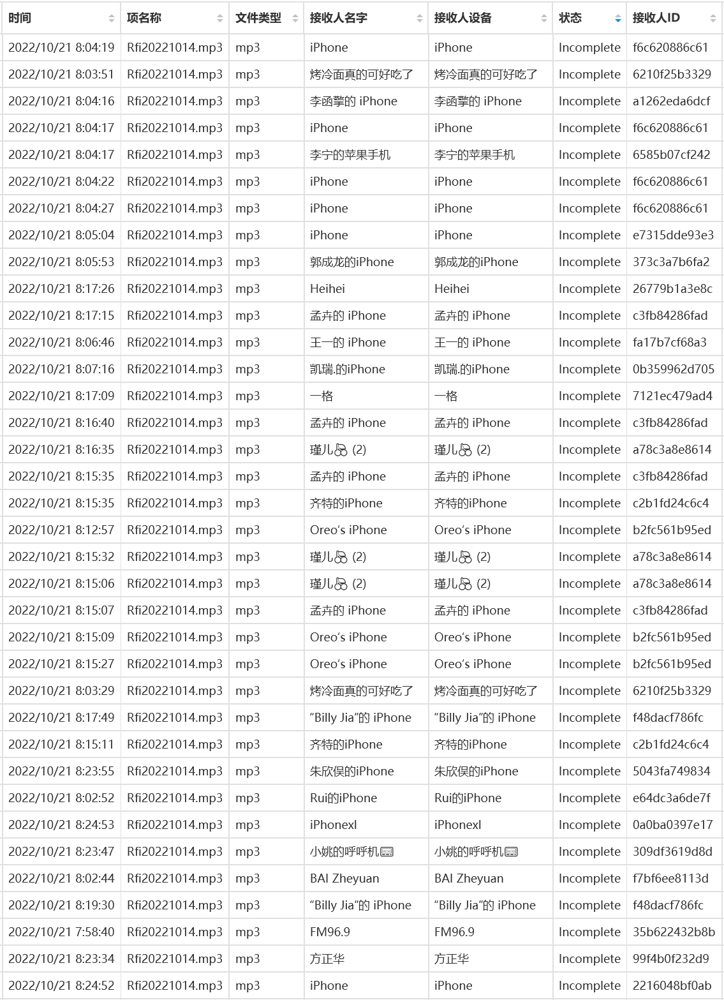 时间 项名称 文件类型 接收人名字 接收人设备 状态 接收人ID
2022/10/21 8:04:19 Rfi20221014.mp3 mp3 iPhone iPhone Incomplete f6c620886c61
2022/10/21 8:03:51 Rfi20221014.mp3 mp3 烤冷面真的可好吃了 烤冷面真的可好吃了 Incomplete 6210f25b3329
2022/10/21 8:04:16 Rfi20221014.mp3 mp3 李函擎的 iPhone 李函擎的 iPhone Incomplete a1262eda6dcf
2022/10/21 8:04:17 Rfi20221014.mp3 mp3 iPhone iPhone Incomplete f6c620886c61
2022/10/21 8:04:17 Rfi20221014.mp3 mp3 李宁的苹果手机 李宁的苹果手机 Incomplete 6585b07cf242
2022/10/21 8:04:22 Rfi20221014.mp3 mp3 iPhone iPhone Incomplete f6c620886c61
2022/10/21 8:04:27 Rfi20221014.mp3 mp3 iPhone iPhone Incomplete f6c620886c61
2022/10/21 8:05:04 Rfi20221014.mp3 mp3 iPhone iPhone Incomplete e7315dde93e3
2022/10/21 8:05:53 Rfi20221014.mp3 mp3 郭成龙的iPhone 郭成龙的iPhone Incomplete 373c3a7b6fa2
2022/10/21 8:17:26 Rfi20221014.mp3 mp3 Heihei Heihei Incomplete 26779b1a3e8c
2022/10/21 8:17:15 Rfi20221014.mp3 mp3 孟卉的 iPhone 孟卉的 iPhone Incomplete c3fb84286fad
2022/10/21 8:06:46 Rfi20221014.mp3 mp3 王一的 iPhone 王一的 iPhone Incomplete fa17b7cf68a3
2022/10/21 8:07:16 Rfi20221014.mp3 mp3 凯瑞.的iPhone 凯瑞.的iPhone Incomplete 0b359962d705
2022/10/21 8:17:09 Rfi20221014.mp3 mp3 一格 一格 Incomplete 7121ec479ad4
2022/10/21 8:16:40 Rfi20221014.mp3 mp3 孟卉的 iPhone 孟卉的 iPhone Incomplete c3fb84286fad
2022/10/21 8:16:35 Rfi20221014.mp3 mp3 瑾儿 (2) 瑾儿 (2) Incomplete a78c3a8e8614
2022/10/21 8:15:35 Rfi20221014.mp3 mp3 孟卉的 iPhone 孟卉的 iPhone Incomplete c3fb84286fad
2022/10/21 8:15:35 Rfi20221014.mp3 mp3 齐特的iPhone 齐特的iPhone Incomplete c2b1fd24c6c4
2022/10/21 8:12:57 Rfi20221014.mp3 mp3 Oreo‘s iPhone Oreo‘s iPhone Incomplete b2fc561b95ed
2022/10/21 8:15:32 Rfi20221014.mp3 mp3 瑾儿 (2) 瑾儿 (2) Incomplete a78c3a8e8614
2022/10/21 8:15:06 Rfi20221014.mp3 mp3 瑾儿 (2) 瑾儿 (2) Incomplete a78c3a8e8614
2022/10/21 8:15:07 Rfi20221014.mp3 mp3 孟卉的 iPhone 孟卉的 iPhone Incomplete c3fb84286fad
2022/10/21 8:15:09 Rfi20221014.mp3 mp3 Oreo‘s iPhone Oreo‘s iPhone Incomplete b2fc561b95ed
2022/10/21 8:15:27 Rfi20221014.mp3 mp3 Oreo‘s iPhone Oreo‘s iPhone Incomplete b2fc561b95ed
2022/10/21 8:03:29 Rfi20221014.mp3 mp3 烤冷面真的可好吃了 烤冷面真的可好吃了 Incomplete 6210f25b3329
2022/10/21 8:17:49 Rfi20221014.mp3 mp3 “Billy Jia”的 iPhone “Billy Jia”的 iPhone Incomplete f48dacf786fc
2022/10/21 8:15:11 Rfi20221014.mp3 mp3 齐特的iPhone 齐特的iPhone Incomplete c2b1fd24c6c4
2022/10/21 8:23:55 Rfi20221014.mp3 mp3 朱欣俣的iPhone 朱欣俣的iPhone Incomplete 5043fa749834
2022/10/21 8:02:52 Rfi20221014.mp3 mp3 Rui的iPhone Rui的iPhone Incomplete e64dc3a6de7f
2022/10/21 8:24:53 Rfi20221014.mp3 mp3 iPhonexl iPhonexl Incomplete 0a0ba0397e17
2022/10/21 8:23:47 Rfi20221014.mp3 mp3 小姚的呼呼机 小姚的呼呼机 Incomplete 309df3619d8d
2022/10/21 8:02:44 Rfi20221014.mp3 mp3 BAI Zheyuan BAI Zheyuan Incomplete f7bf6ee8113d
2022/10/21 8:19:30 Rfi20221014.mp3 mp3 “Billy Jia”的 iPhone “Billy Jia”的 iPhone Incomplete f48dacf786fc
2022/10/21 7:58:40 Rfi20221014.mp3 mp3 FM96.9 FM96.9 Incomplete 35b622432b8b
2022/10/21 8:23:34 Rfi20221014.mp3 mp3 方正华 方正华 Incomplete 99f4b0f232d9
2022/10/21 8:24:52 Rfi20221014.mp3 mp3 iPhone iPhone Incomplete 2216048bf0ab